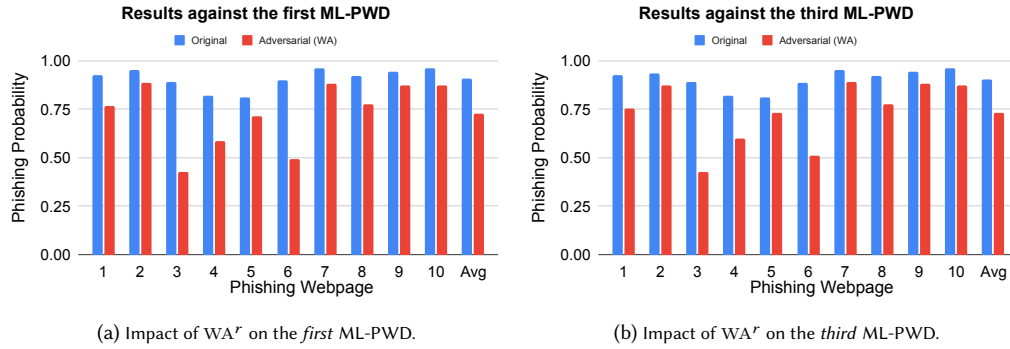 Results against the first ML-PWD
Original Adversarial (WA)
1.00
0.75
0.50
0.25
0.00
Phishing Probability
1 2 3 4 5 6 7 8 9 10 Avg
Phishing Webpage
(a) Impact of WAʳ on the first ML-PWD.
Results against the third ML-PWD
Original Adversarial (WA)
1.00
0.75
0.50
0.25
0.00
Phishing Probability
1 2 3 4 5 6 7 8 9 10 Avg
Phishing Webpage
(b) Impact of WAʳ on the third ML-PWD.